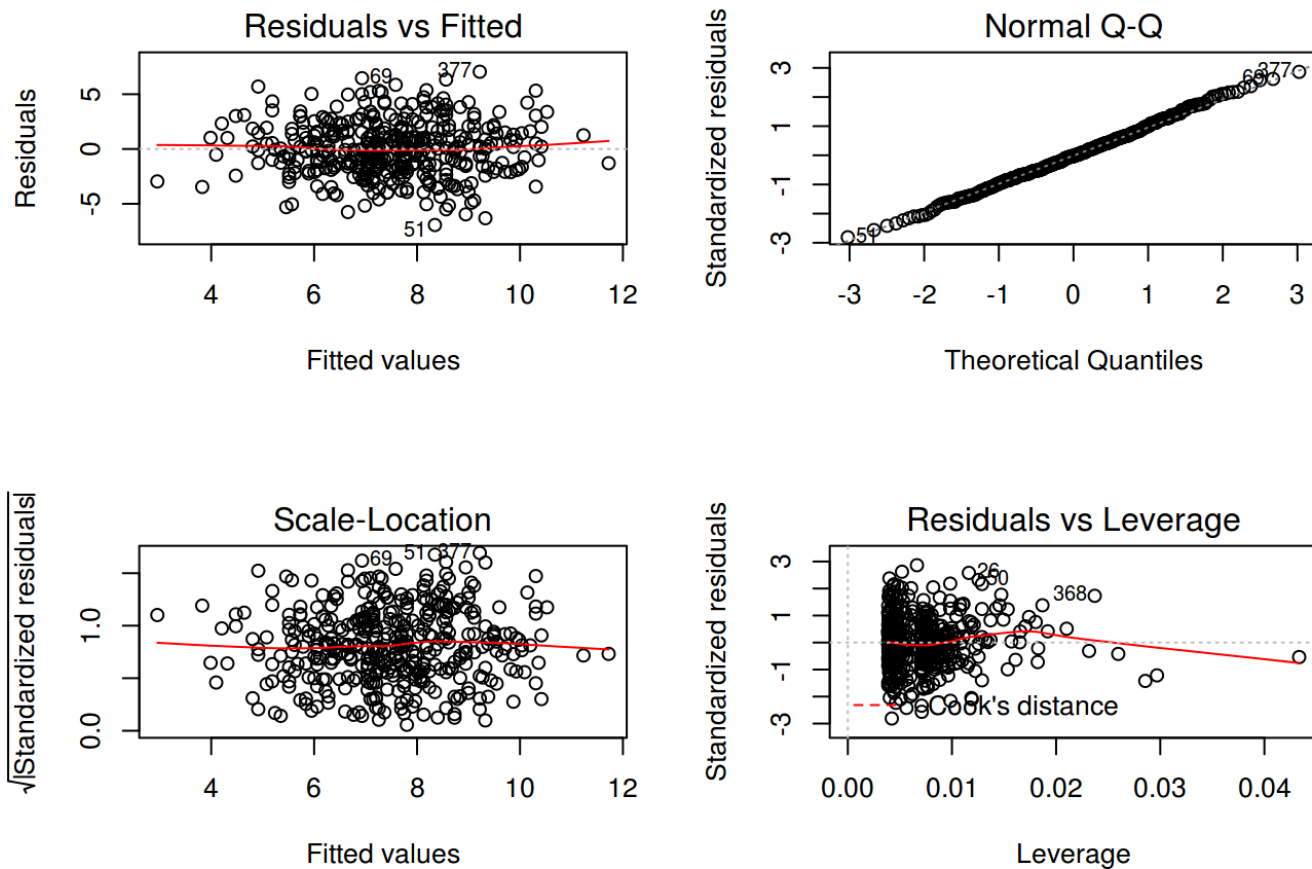 Residuals vs Fitted
Residuals
5
0
-5
69
377
51
4 6 8 10 12
Fitted values
Normal Q-Q
Standardized residuals
3
1
-1
-3
69
377
51
-3 -2 -1 0 1 2 3
Theoretical Quantiles
Scale-Location
√|Standardized residuals|
1.0
0.0
69
51
377
4 6 8 10 12
Fitted values
Residuals vs Leverage
Standardized residuals
3
1
-1
-3
26
50
368
Cook's distance
0.00 0.01 0.02 0.03 0.04
Leverage